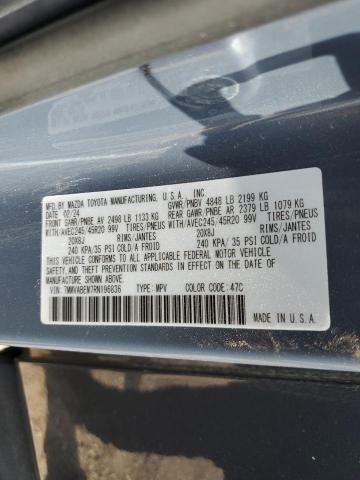 MFD. BY MAZDA TOYOTA MANUFACTURING, U.S.A., INC.
DATE: 02/24 GVWR/PNBV 4848 LB 2199 KG
FRONT GAWR/PNBE AV 2498 LB 1133 KG REAR GAWR/PNBE AR 2379 LB 1079 KG
WITH/AVEC245/45R20 99V TIRES/PNEUS WITH/AVEC245/45R20 99V TIRES/PNEUS
20X8J RIMS/JANTES 20X8J RIMS/JANTES
240 KPA/35 PSI COLD/A FROID 240 KPA/35 PSI COLD/A FROID
THIS VEHICLE CONFORMS TO ALL APPLICABLE FEDERAL MOTOR VEHICLE
SAFETY, BUMPER, AND THEFT PREVENTION STANDARDS IN EFFECT ON THE DATE OF
MANUFACTURE SHOWN ABOVE.
VIN: 7MMVABEM7RN196836 TYPE: MPV COLOR CODE: 47C
MADE IN U.S.A.